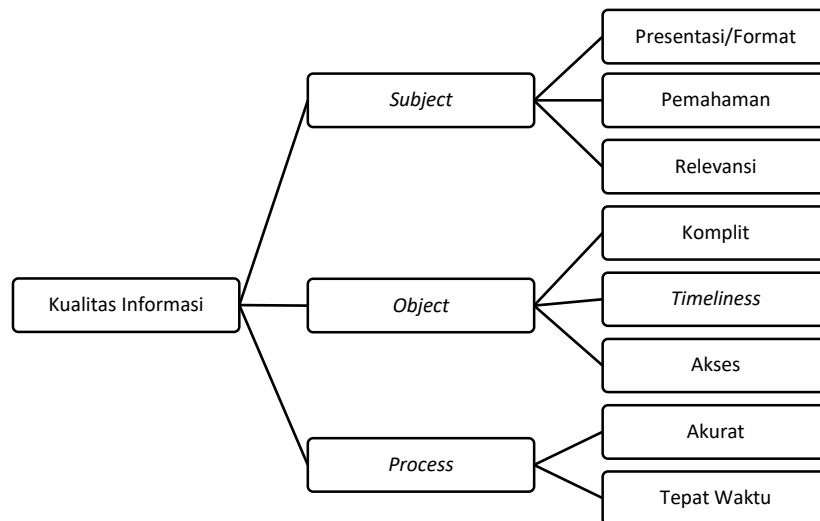 Kualitas Informasi
Subject
Presentasi/Format
Pemahaman
Relevansi
Object
Komplit
Timeliness
Akses
Process
Akurat
Tepat Waktu